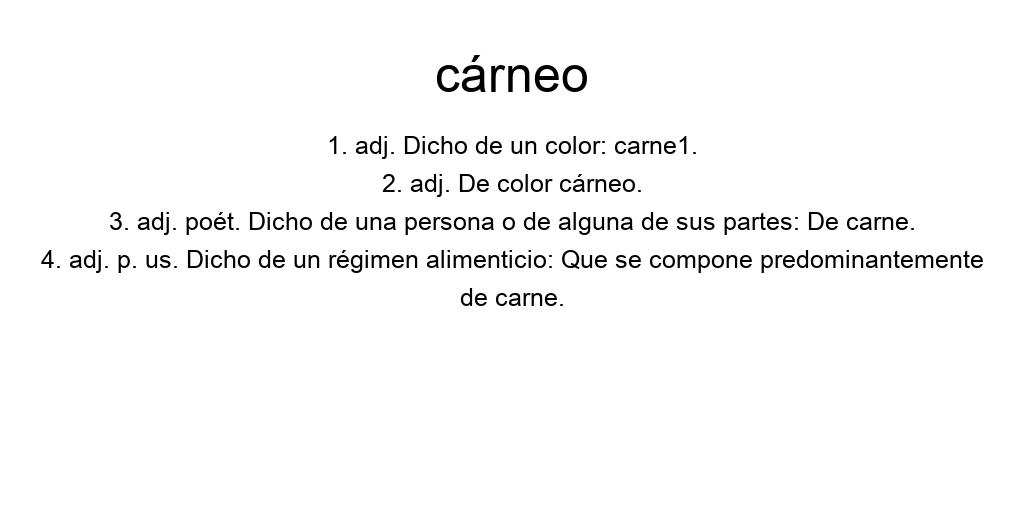 cárneo
1. adj. Dicho de un color: carne1.
2. adj. De color cárneo.
3. adj. poét. Dicho de una persona o de alguna de sus partes: De carne.
4. adj. p. us. Dicho de un régimen alimenticio: Que se compone predominantemente
de carne.